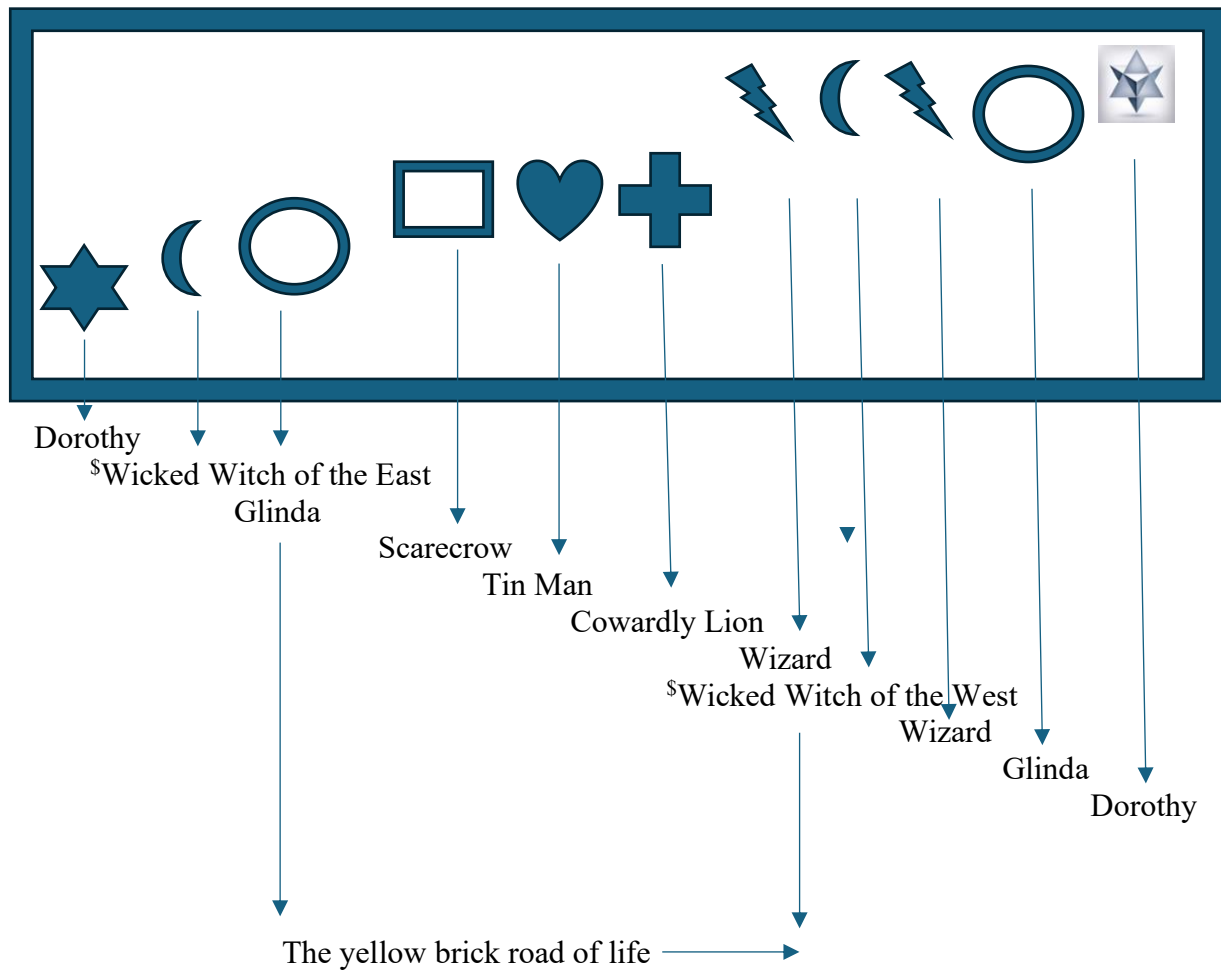 Dorothy
$Wicked Witch of the East
Glinda
Scarecrow
Tin Man
Cowardly Lion
Wizard
$Wicked Witch of the West
Wizard
Glinda
Dorothy
The yellow brick road of life